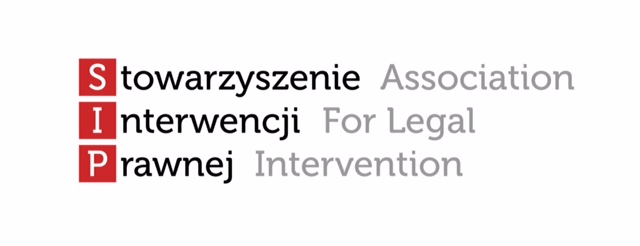 Stowarzyszenie Association
Interwencji For Legal
Prawnej Intervention